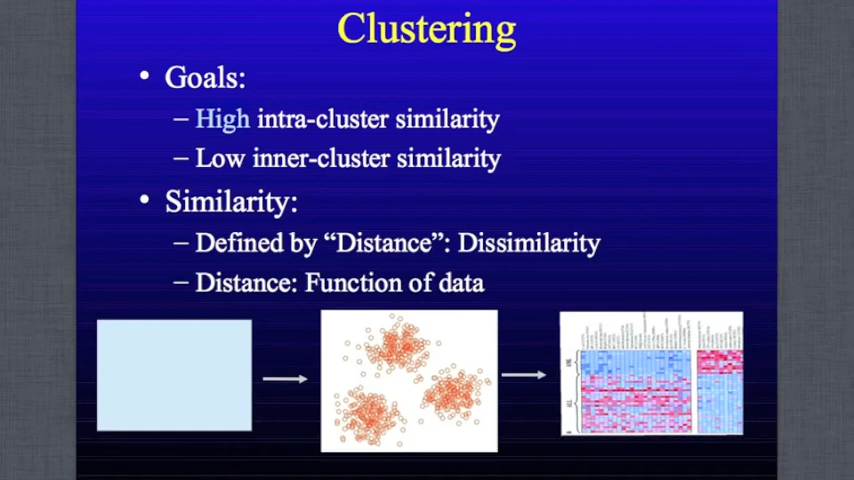 Clustering
• Goals:
– High intra-cluster similarity
– Low inner-cluster similarity
• Similarity:
– Defined by “Distance”: Dissimilarity
– Distance: Function of data